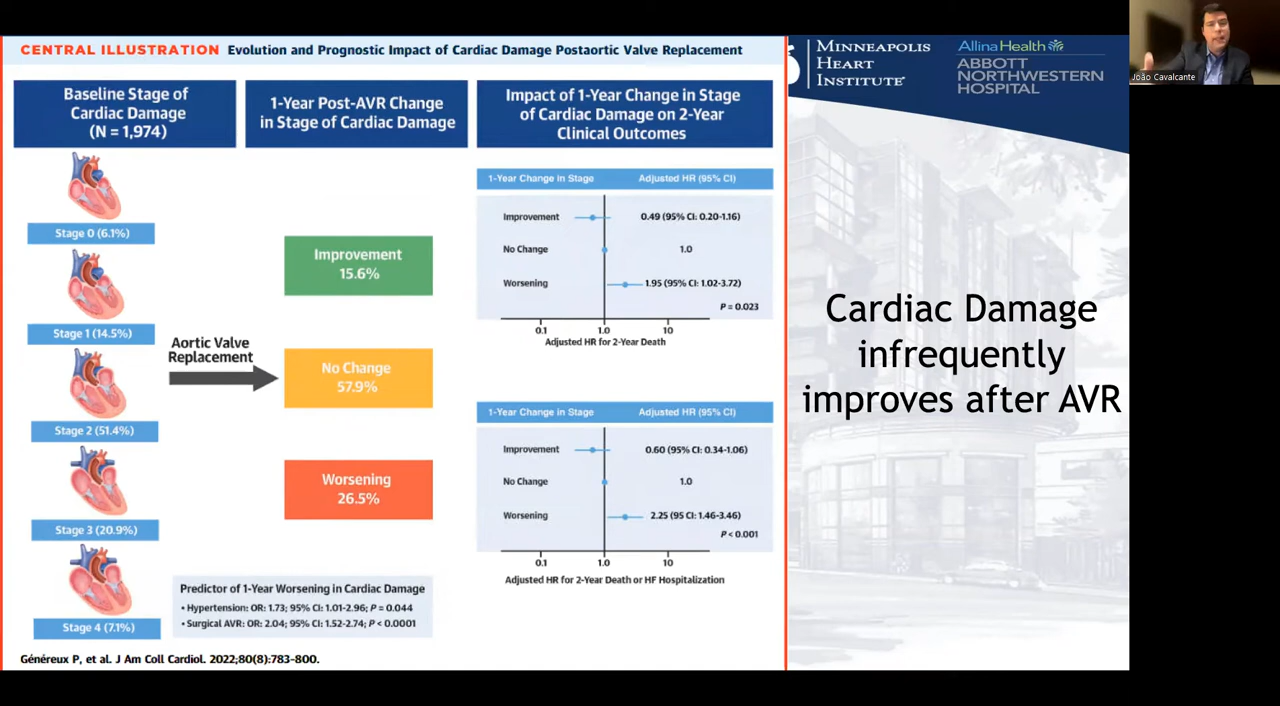 CENTRAL ILLUSTRATION Evolution and Prognostic Impact of Cardiac Damage Postaortic Valve Replacement
Baseline Stage of
Cardiac Damage
(N = 1,974)
Stage 0 (6.1%)
Stage 1 (14.5%)
Stage 2 (51.4%)
Stage 3 (20.9%)
Stage 4 (7.1%)
Aortic Valve
Replacement
1-Year Post-AVR Change
in Stage of Cardiac Damage
Improvement
15.6%
No Change
57.9%
Worsening
26.5%
Predictor of 1-Year Worsening in Cardiac Damage
• Hypertension: OR: 1.73; 95% CI: 1.01-2.96; P = 0.044
• Surgical AVR: OR: 2.04; 95% CI: 1.52-2.74; P < 0.0001
Impact of 1-Year Change in Stage
of Cardiac Damage on 2-Year
Clinical Outcomes
1-Year Change in Stage Adjusted HR (95% CI)
Improvement 0.49 (95% CI: 0.20-1.16)
No Change 1.0
Worsening 1.95 (95% CI: 1.02-3.72)
P = 0.023
0.1 1.0 10
Adjusted HR for 2-Year Death
1-Year Change in Stage Adjusted HR (95% CI)
Improvement 0.60 (95% CI: 0.34-1.06)
No Change 1.0
Worsening 2.25 (95 CI: 1.46-3.46)
P < 0.001
0.1 1.0 10
Adjusted HR for 2-Year Death or HF Hospitalization
Généreux P, et al. J Am Coll Cardiol. 2022;80(8):783-800.
MINNEAPOLIS
HEART
INSTITUTE
AllinaHealth
ABBOTT
NORTHWESTERN
HOSPITAL
Cardiac Damage
infrequently
improves after AVR
João Cavalcante